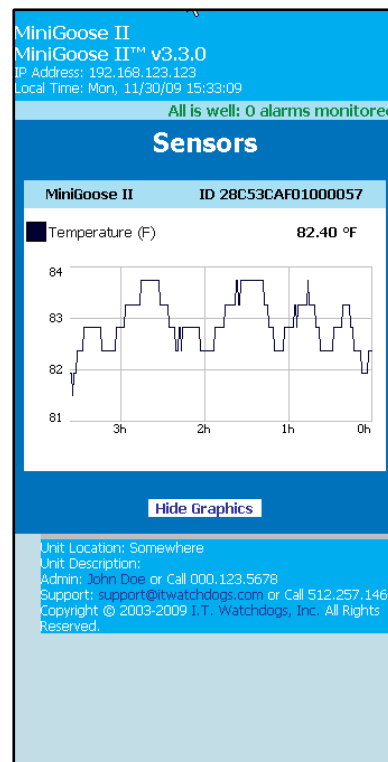 MiniGoose II
MiniGoose II™ v3.3.0
IP Address: 192.168.123.123
Local Time: Mon, 11/30/09 15:33:09
All is well: 0 alarms monitored
Sensors
MiniGoose II ID 28C53CAF01000057
Temperature (F) 82.40 °F
84
83
82
81
3h 2h 1h 0h
Hide Graphics
Unit Location: Somewhere
Unit Description:
Admin: John Doe or Call 000.123.5678
Support: support@itwatchdogs.com or Call 512.257.146
Copyright © 2003-2009 I.T. Watchdogs, Inc. All Rights
Reserved.